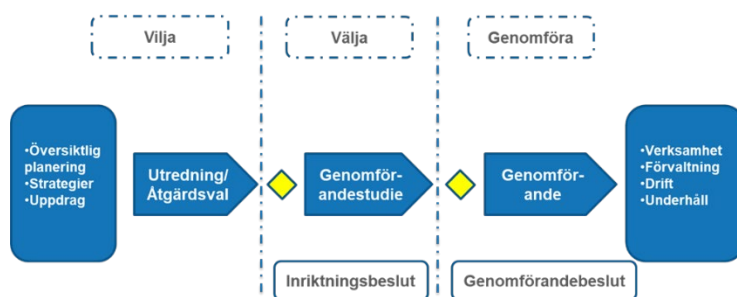 Vilja
Välja
Genomföra
•Översiktlig
planering
•Strategier
•Uppdrag
Utredning/
Åtgärdsval
Genomför-
andestudie
Genomför-
ande
•Verksamhet
•Förvaltning
•Drift
•Underhåll
Inriktningsbeslut
Genomförandebeslut